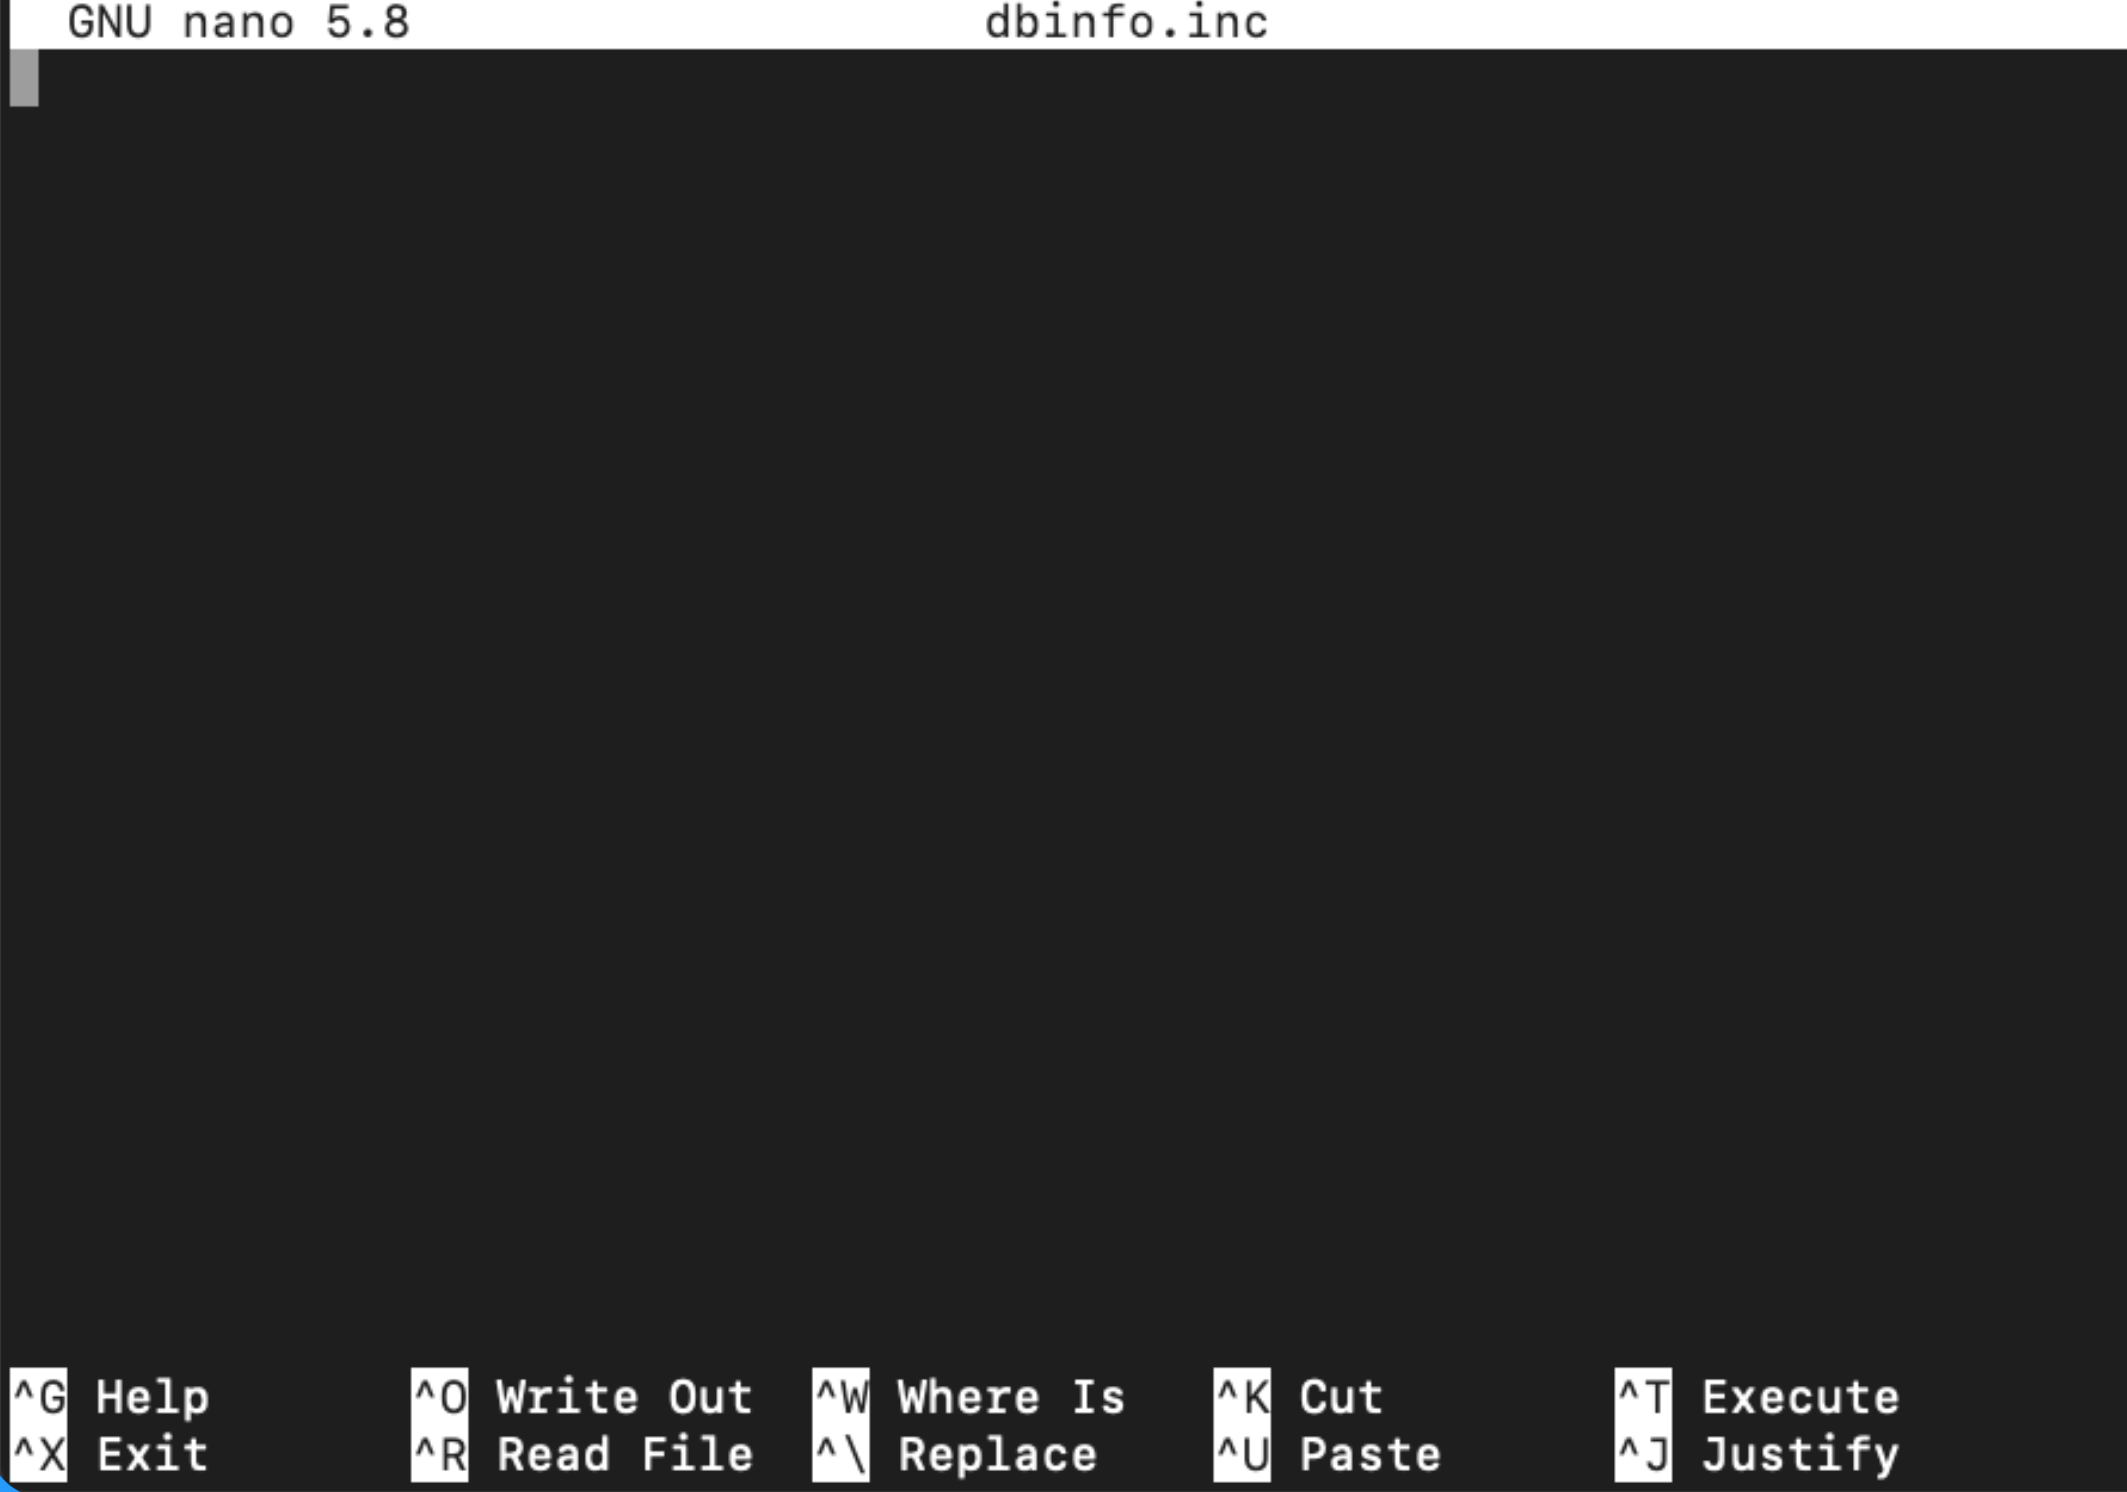 GNU nano 5.8 dbinfo.inc
^G Help ^O Write Out ^W Where Is ^K Cut ^T Execute
^X Exit ^R Read File ^\ Replace ^U Paste ^J Justify